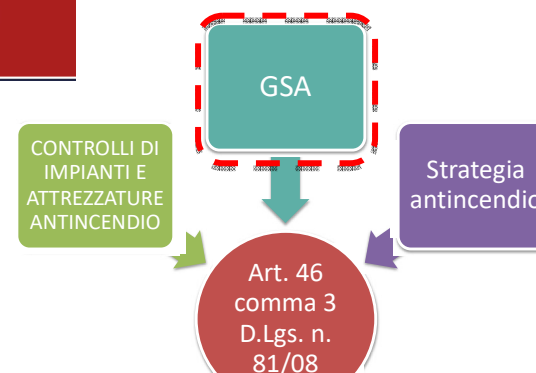 GSA
CONTROLLI DI
IMPIANTI E
ATTREZZATURE
ANTINCENDIO
Strategia
antincendio
Art. 46
comma 3
D.Lgs. n.
81/08